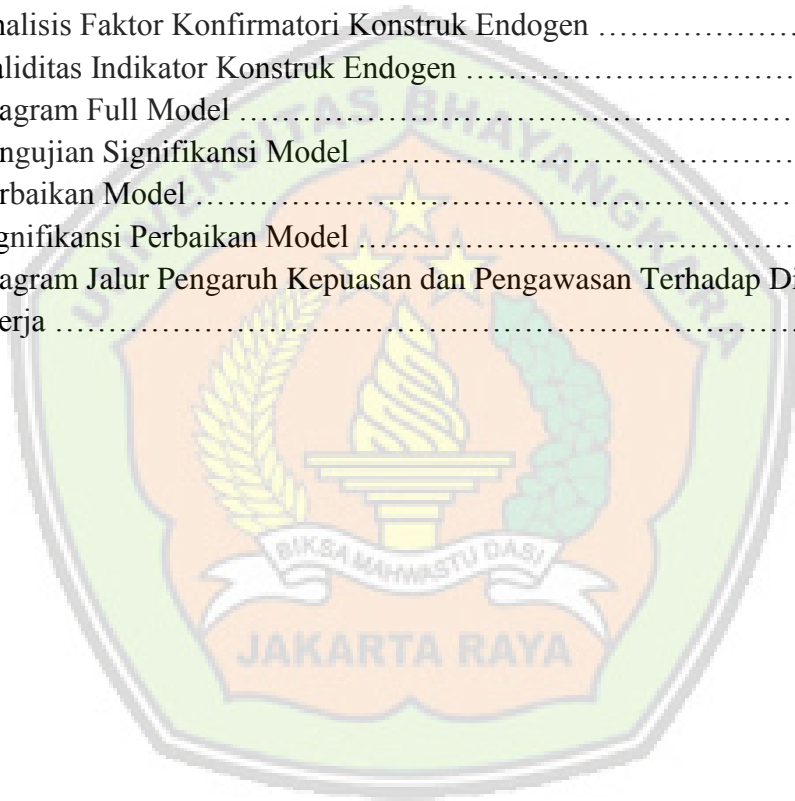 nalisis Faktor Konfirmatori Konstruk Endogen ……………….
aliditas Indikator Konstruk Endogen …………………………….
agram Full Model ………………………………………………….
ngujian Signifikansi Model ……………………………………….
rbaikan Model …………………………………………………….
gnifikansi Perbaikan Model ……………………………………….
agram Jalur Pengaruh Kepuasan dan Pengawasan Terhadap Di
erja ……………………………………………………………….
UNIVERSITAS BHAYANGKARA
BIKSA MAHWASTU DASI
JAKARTA RAYA